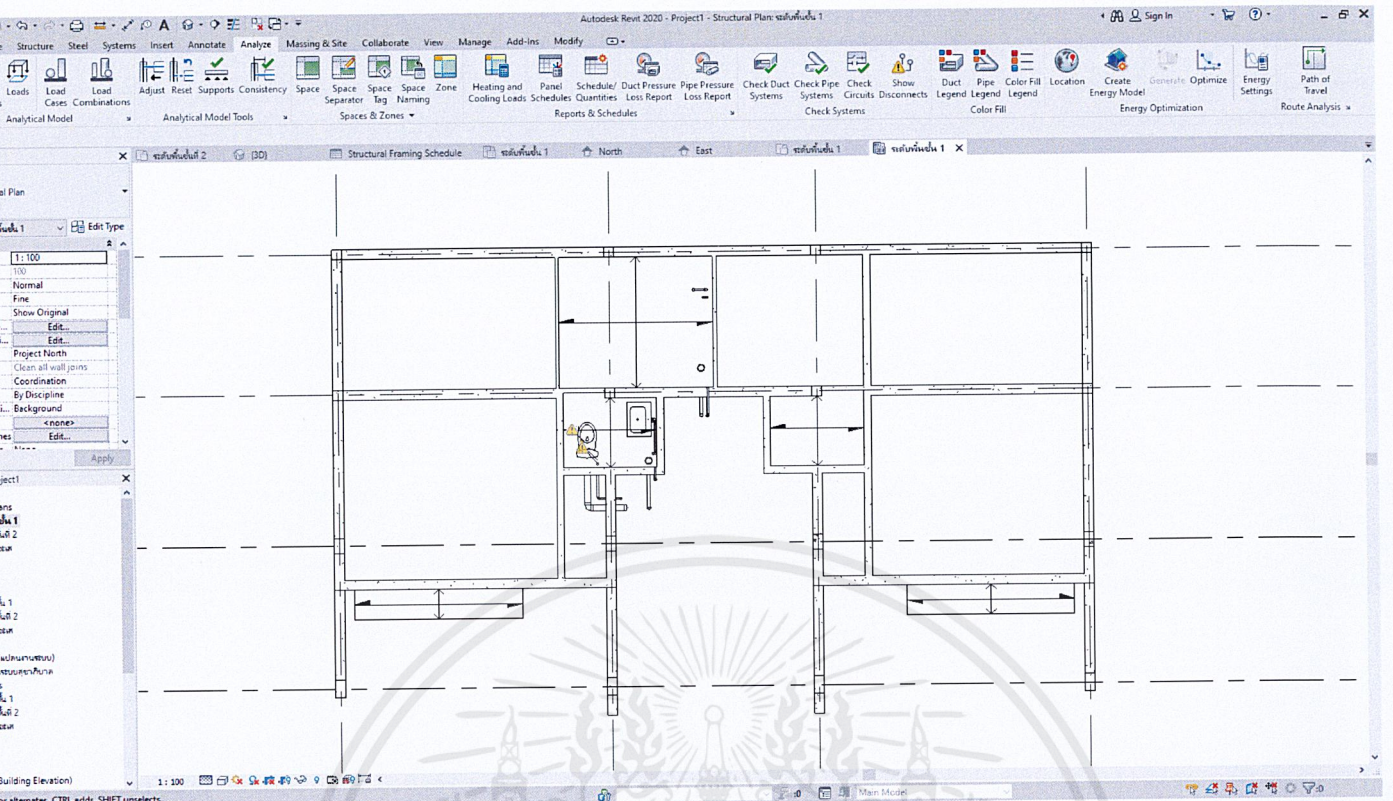 Autodesk Revit 2020 - Project1 - Structural Plan: ระดับพื้นชั้น 1
Sign In
Structure Steel Systems Insert Annotate Analyze Massing & Site Collaborate View Manage Add-Ins Modify
Loads Load Cases Load Combinations Adjust Reset Supports Consistency Space Space Separator Space Tag Space Naming Zone Heating and Cooling Loads Panel Schedules Schedule/ Quantities Duct Pressure Loss Report Pipe Pressure Loss Report Check Duct Systems Check Pipe Systems Check Circuits Show Disconnects Duct Legend Pipe Legend Color Fill Legend Location Create Energy Model Generate Optimize Energy Settings Path of Travel
Analytical Model Analytical Model Tools Spaces & Zones Reports & Schedules Check Systems Color Fill Energy Optimization Route Analysis
ระดับพื้นชั้นที่ 2 {3D} Structural Framing Schedule ระดับพื้นชั้น 1 North East ระดับพื้นชั้น 1 ระดับพื้นชั้น 1
al Plan
Edit Type
1 : 100
100
Normal
Fine
Show Original
Edit...
Edit...
Project North
Clean all wall joins
Coordination
By Discipline
Background
<none>
Edit...
Apply
ject1
Building Elevation)
1 : 100
Main Model
:0
:0
CTRL adds, SHIFT unselects.